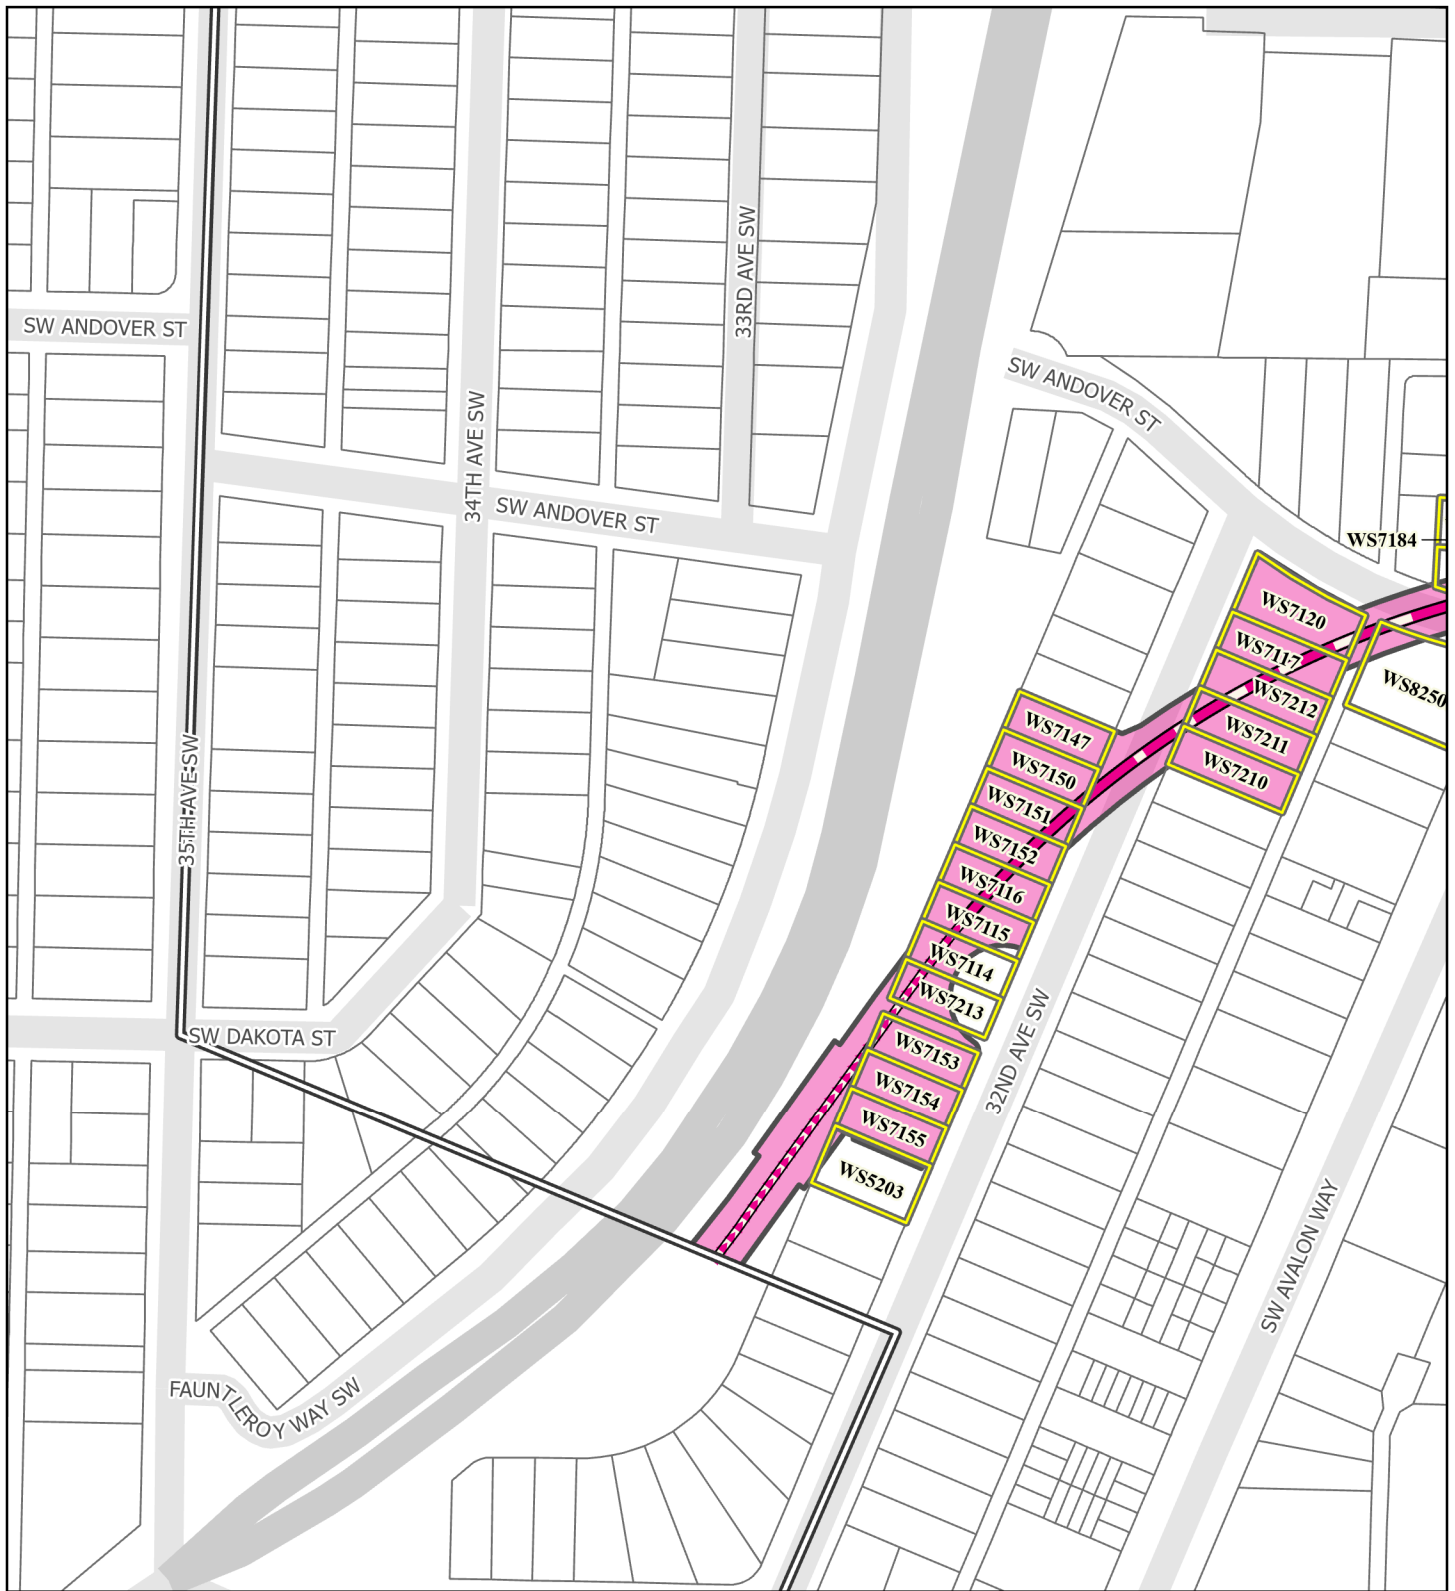 33RD AVE SW
SW ANDOVER ST
SW ANDOVER ST
34TH AVE SW
SW ANDOVER ST
WS7184
WS7120
WS7117
WS7212
WS8250
WS7211
WS7210
WS7147
WS7150
WS7151
WS7152
WS7116
WS7115
WS7114
WS7213
WS7153
WS7154
WS7155
WS5203
35TH AVE SW
SW DAKOTA ST
32ND AVE SW
SW AVALON WAY
FAUNTLEROY WAY SW